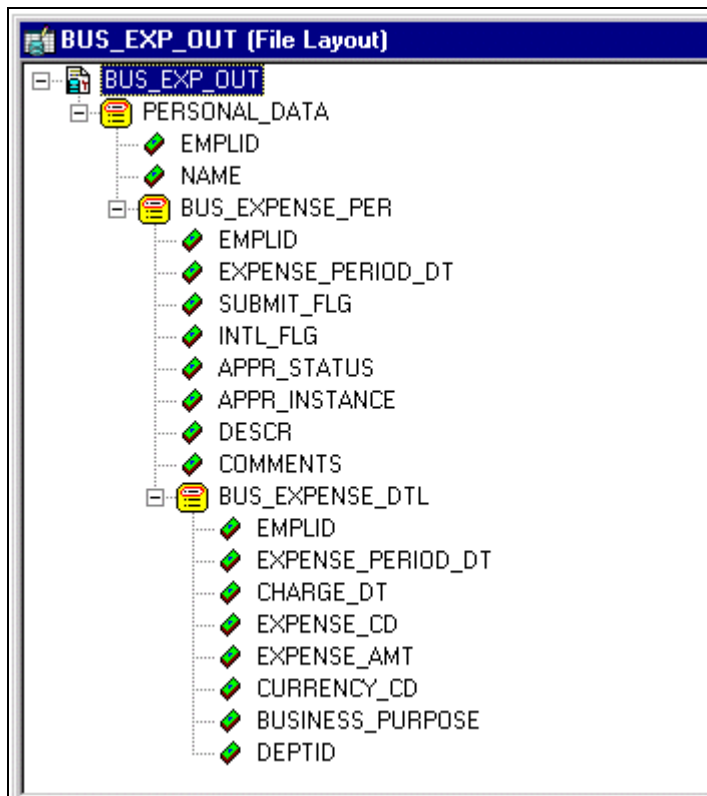 BUS_EXP_OUT (File Layout)
BUS_EXP_OUT
PERSONAL_DATA
EMPLID
NAME
BUS_EXPENSE_PER
EMPLID
EXPENSE_PERIOD_DT
SUBMIT_FLG
INTL_FLG
APPR_STATUS
APPR_INSTANCE
DESCR
COMMENTS
BUS_EXPENSE_DTL
EMPLID
EXPENSE_PERIOD_DT
CHARGE_DT
EXPENSE_CD
EXPENSE_AMT
CURRENCY_CD
BUSINESS_PURPOSE
DEPTID